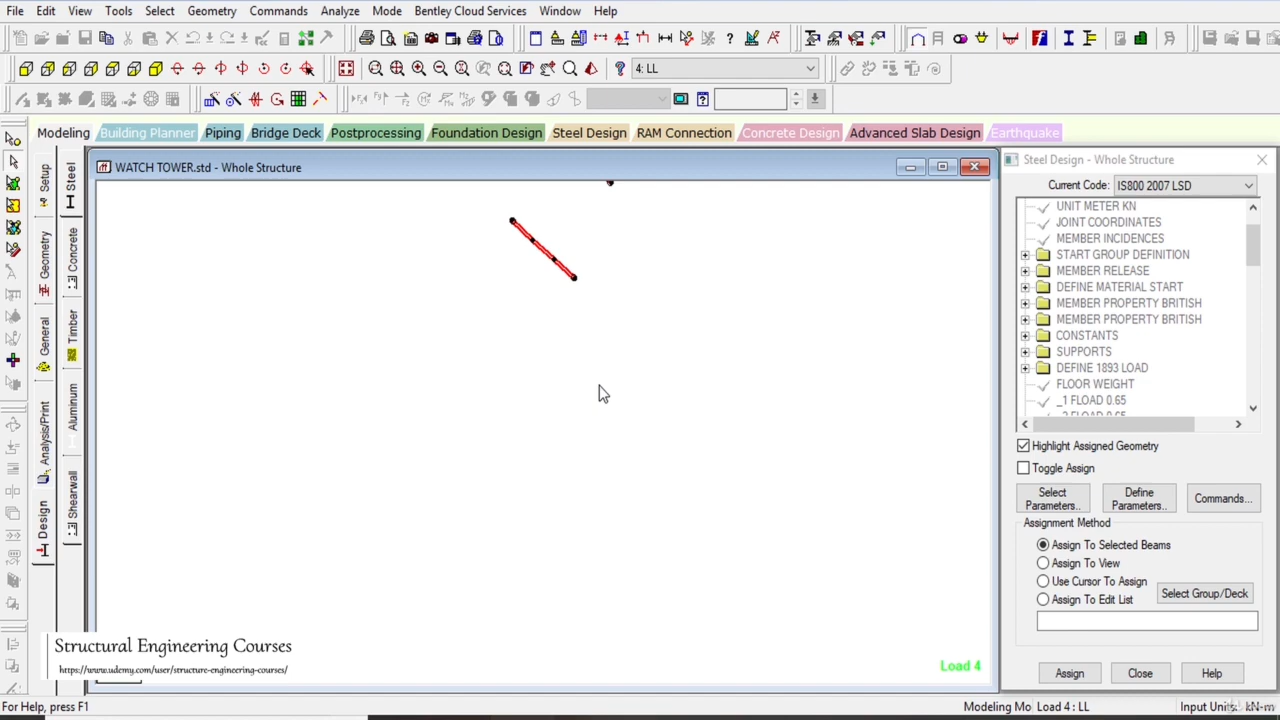 File Edit View Tools Select Geometry Commands Analyze Mode Bentley Cloud Services Window Help
4: LL
Modeling Building Planner Piping Bridge Deck Postprocessing Foundation Design Steel Design RAM Connection Concrete Design Advanced Slab Design Earthquake
Setup
Geometry
General
Analysis/Print
Design
Steel
Concrete
Timber
Aluminum
Shearwall
WATCH TOWER.std - Whole Structure
Load 4
Structural Engineering Courses
https://www.udemy.com/user/structure-engineering-courses/
Steel Design - Whole Structure
Current Code: IS800 2007 LSD
UNIT METER KN
JOINT COORDINATES
MEMBER INCIDENCES
START GROUP DEFINITION
MEMBER RELEASE
DEFINE MATERIAL START
MEMBER PROPERTY BRITISH
MEMBER PROPERTY BRITISH
CONSTANTS
SUPPORTS
DEFINE 1893 LOAD
FLOOR WEIGHT
_1 FLOAD 0.65
Highlight Assigned Geometry
Toggle Assign
Select Parameters..
Define Parameters..
Commands...
Assignment Method
Assign To Selected Beams
Assign To View
Use Cursor To Assign
Assign To Edit List
Select Group/Deck
Assign Close Help
For Help, press F1
Modeling Mo Load 4 : LL Input Units: kN-m